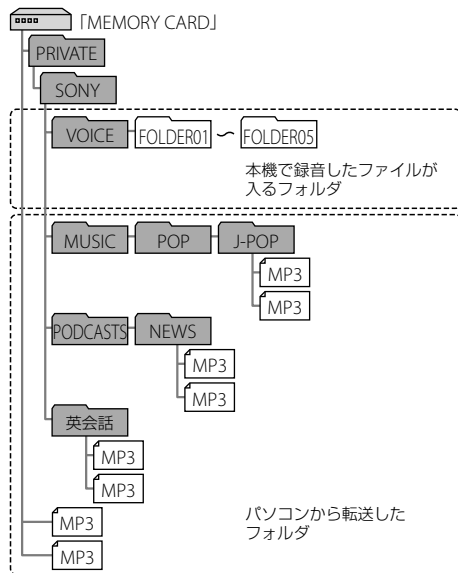 「MEMORY CARD」
PRIVATE
SONY
VOICE FOLDER01 ～ FOLDER05
本機で録音したファイルが
入るフォルダ
MUSIC POP J-POP
MP3
MP3
PODCASTS NEWS
MP3
MP3
英会話
MP3
MP3
パソコンから転送した
フォルダ
MP3
MP3